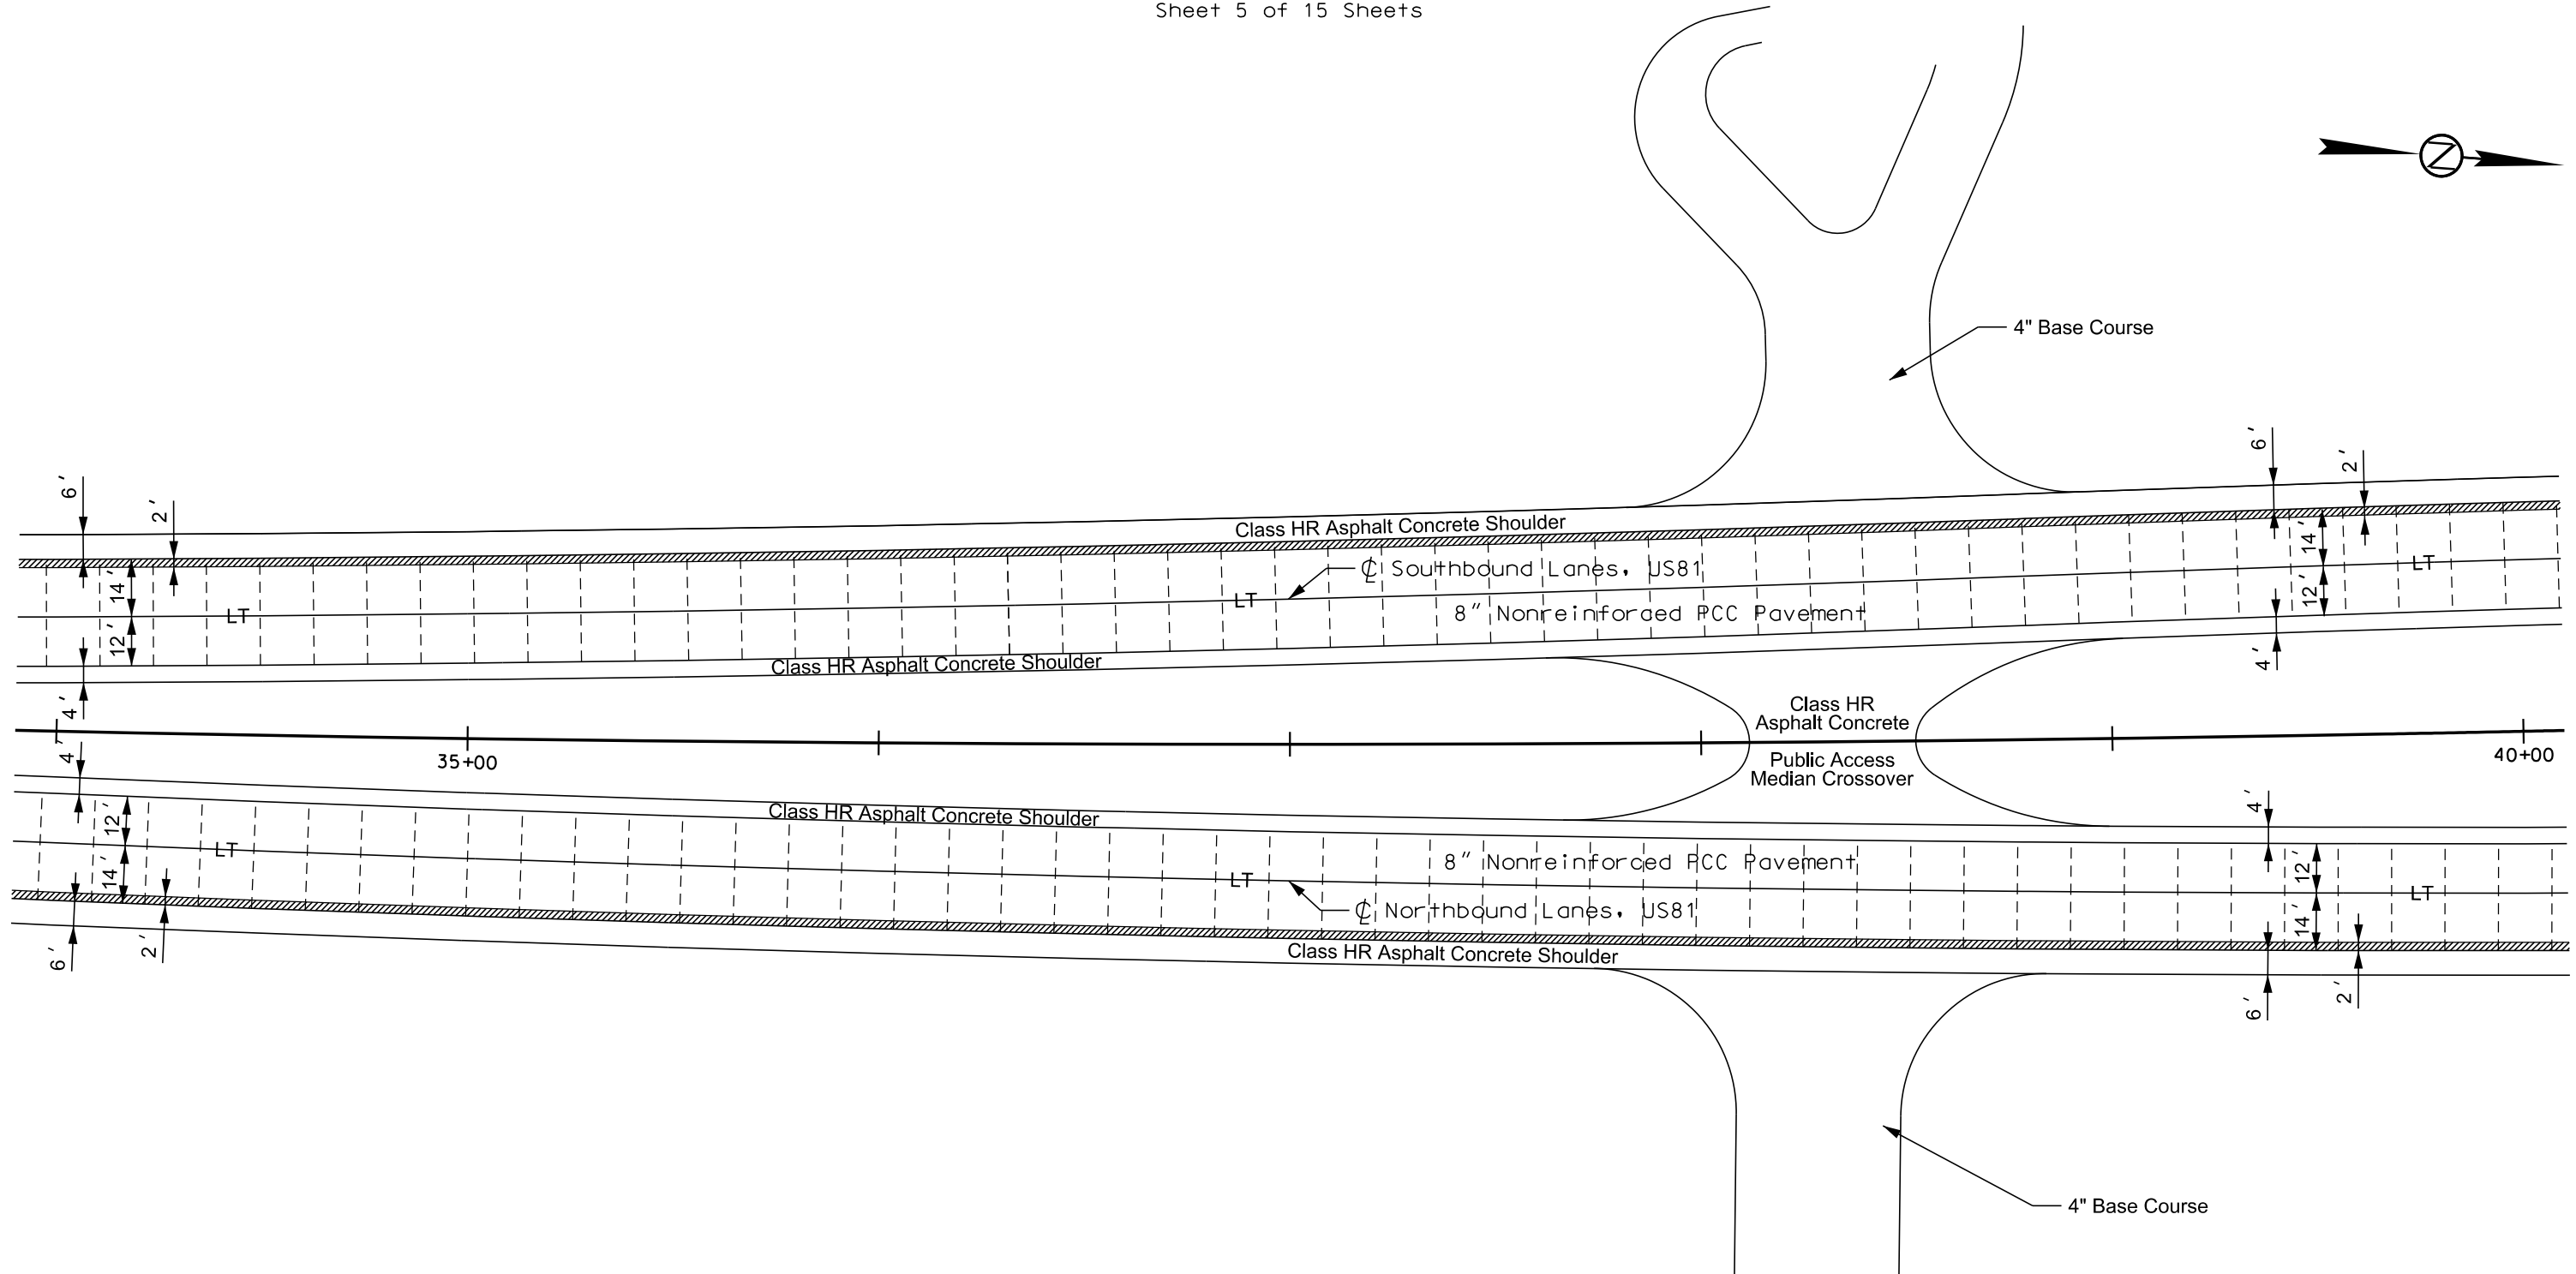 Sheet 5 of 15 Sheets
N
4" Base Course
6'
2'
6'
2'
Class HR Asphalt Concrete Shoulder
14'
14'
℄ Southbound Lanes, US81
LT
LT
LT
12'
12'
8" Nonreinforced PCC Pavement
Class HR Asphalt Concrete Shoulder
4'
4'
Class HR
Asphalt Concrete
35+00
40+00
Public Access
Median Crossover
4'
4'
Class HR Asphalt Concrete Shoulder
12'
12'
LT
8" Nonreinforced PCC Pavement
LT
LT
14'
14'
℄ Northbound Lanes, US81
Class HR Asphalt Concrete Shoulder
6'
2'
6'
2'
4" Base Course